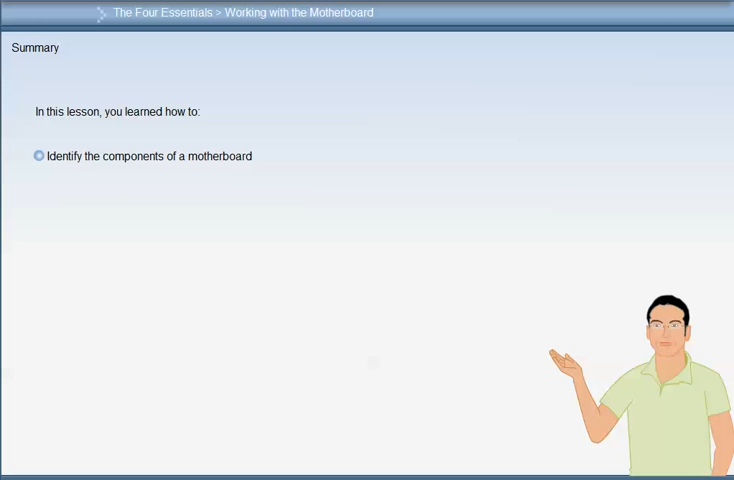 The Four Essentials > Working with the Motherboard
Summary
In this lesson, you learned how to:
Identify the components of a motherboard